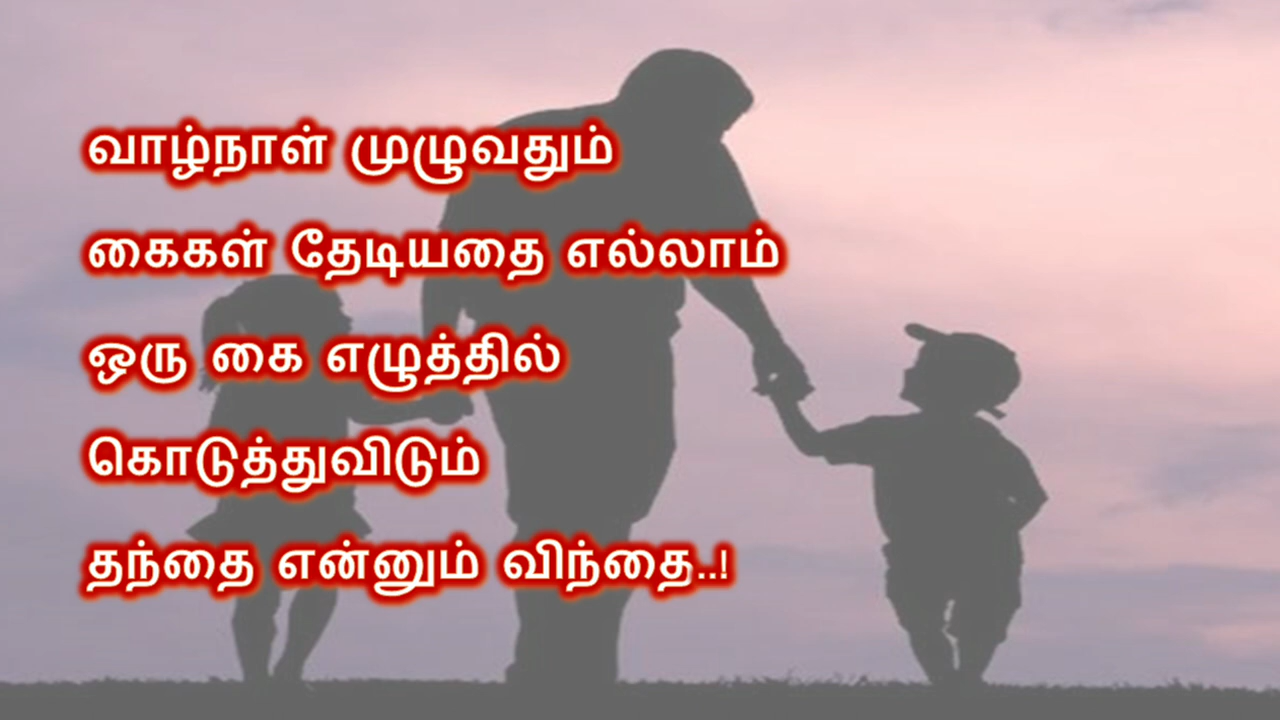 வாழ்நாள் முழுவதும்
கைகள் தேடியதை எல்லாம்
ஒரு கை எழுத்தில்
கொடுத்துவிடும்
தந்தை என்னும் விந்தை..!